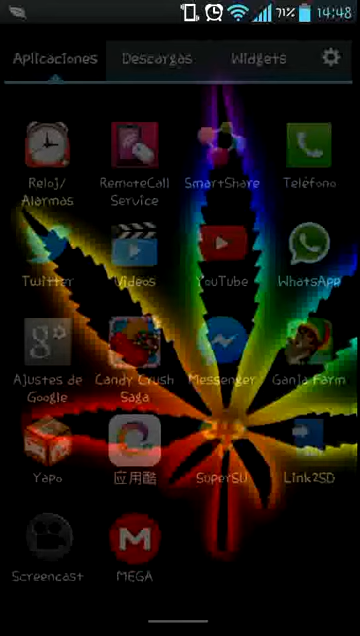 71% 14:48
Aplicaciones Descargas Widgets
Reloj/ RemoteCall SmartShare Teléfono
Alarmas Service
Twitter Videos YouTube WhatsApp
Ajustes de Candy Crush Messenger Ganja Farm
Google Saga
Yapo 应用酷 SuperSU Link2SD
Screencast MEGA